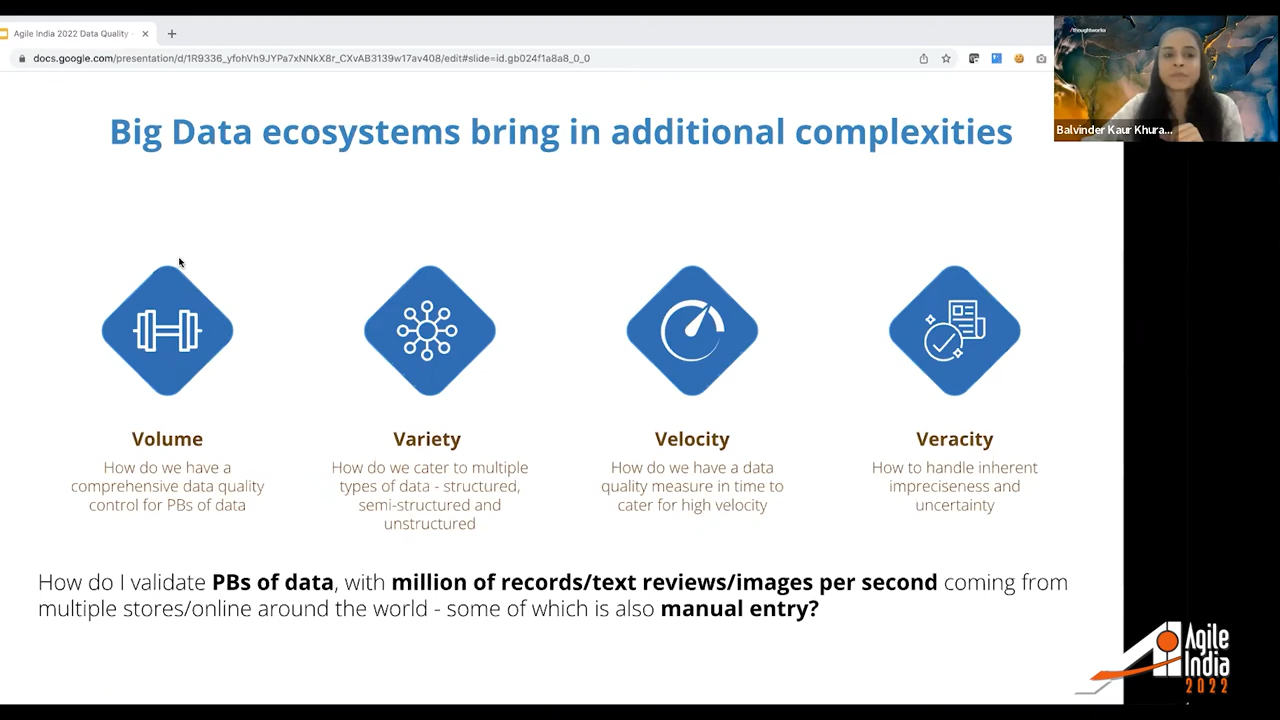 Agile India 2022 Data Quality
docs.google.com/presentation/d/1R9336_yfohVh9JYPa7xNNkX8r_CXvAB3139w17av408/edit#slide=id.gb024f1a8a8_0_0
/thoughtworks
Balvinder Kaur Khura...
Big Data ecosystems bring in additional complexities
Volume
How do we have a
comprehensive data quality
control for PBs of data
Variety
How do we cater to multiple
types of data - structured,
semi-structured and
unstructured
Velocity
How do we have a data
quality measure in time to
cater for high velocity
Veracity
How to handle inherent
impreciseness and
uncertainty
How do I validate PBs of data, with million of records/text reviews/images per second coming from
multiple stores/online around the world - some of which is also manual entry?
Agile
India
2022